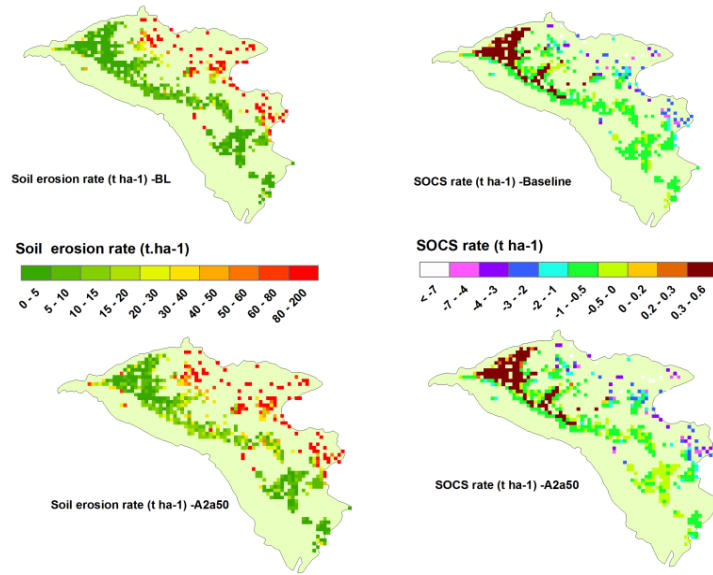 Soil erosion rate (t ha-1) -BL
SOCS rate (t ha-1) -Baseline
Soil erosion rate (t.ha-1)
0 - 5
5 - 10
10 - 15
15 - 20
20 - 30
30 - 40
40 - 50
50 - 60
60 - 80
80 - 200
SOCS rate (t ha-1)
< -7
-7 - -4
-4 - -3
-3 - -2
-2 - -1
-1 - -0.5
-0.5 - 0
0 - 0.2
0.2 - 0.3
0.3 - 0.6
Soil erosion rate (t ha-1) -A2a50
SOCS rate (t ha-1) -A2a50